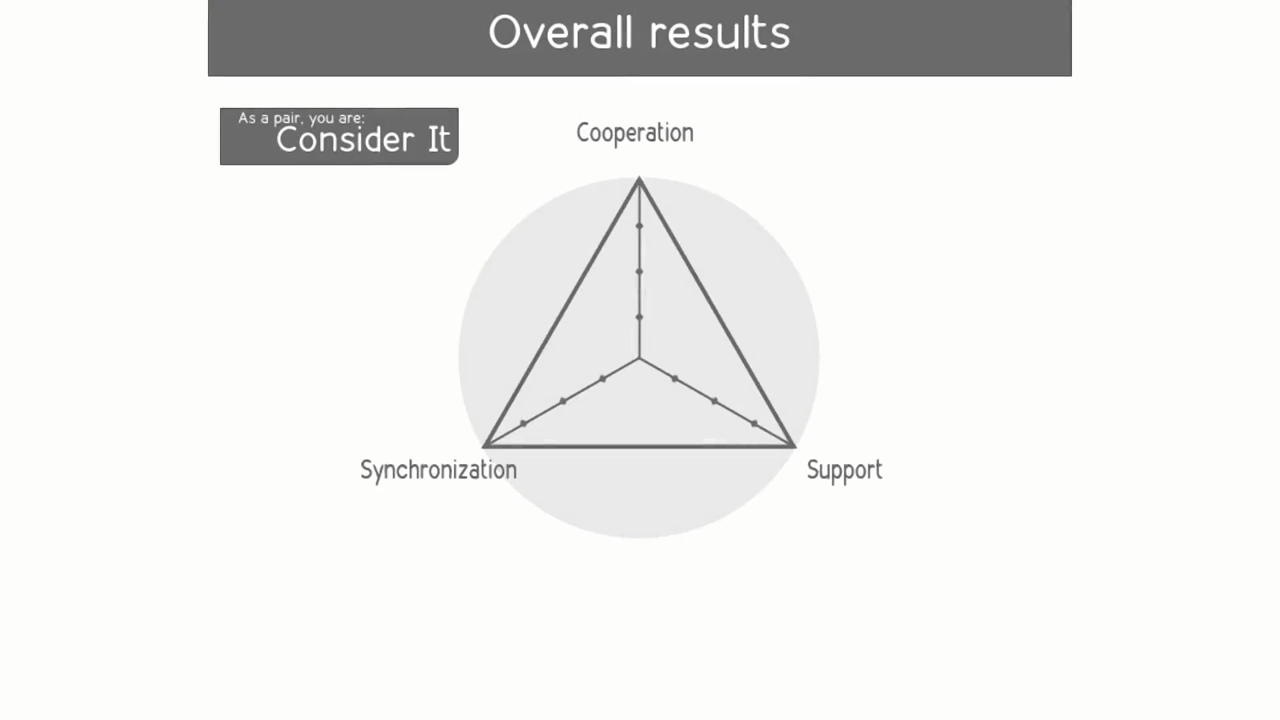 Overall results
As a pair, you are:
Consider It
Cooperation
Synchronization
Support